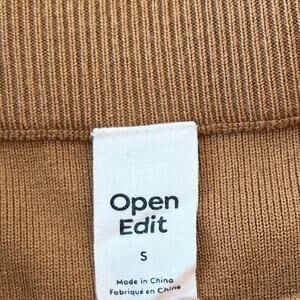 Open
Edit
S
Made in China
Fabriqué en Chine